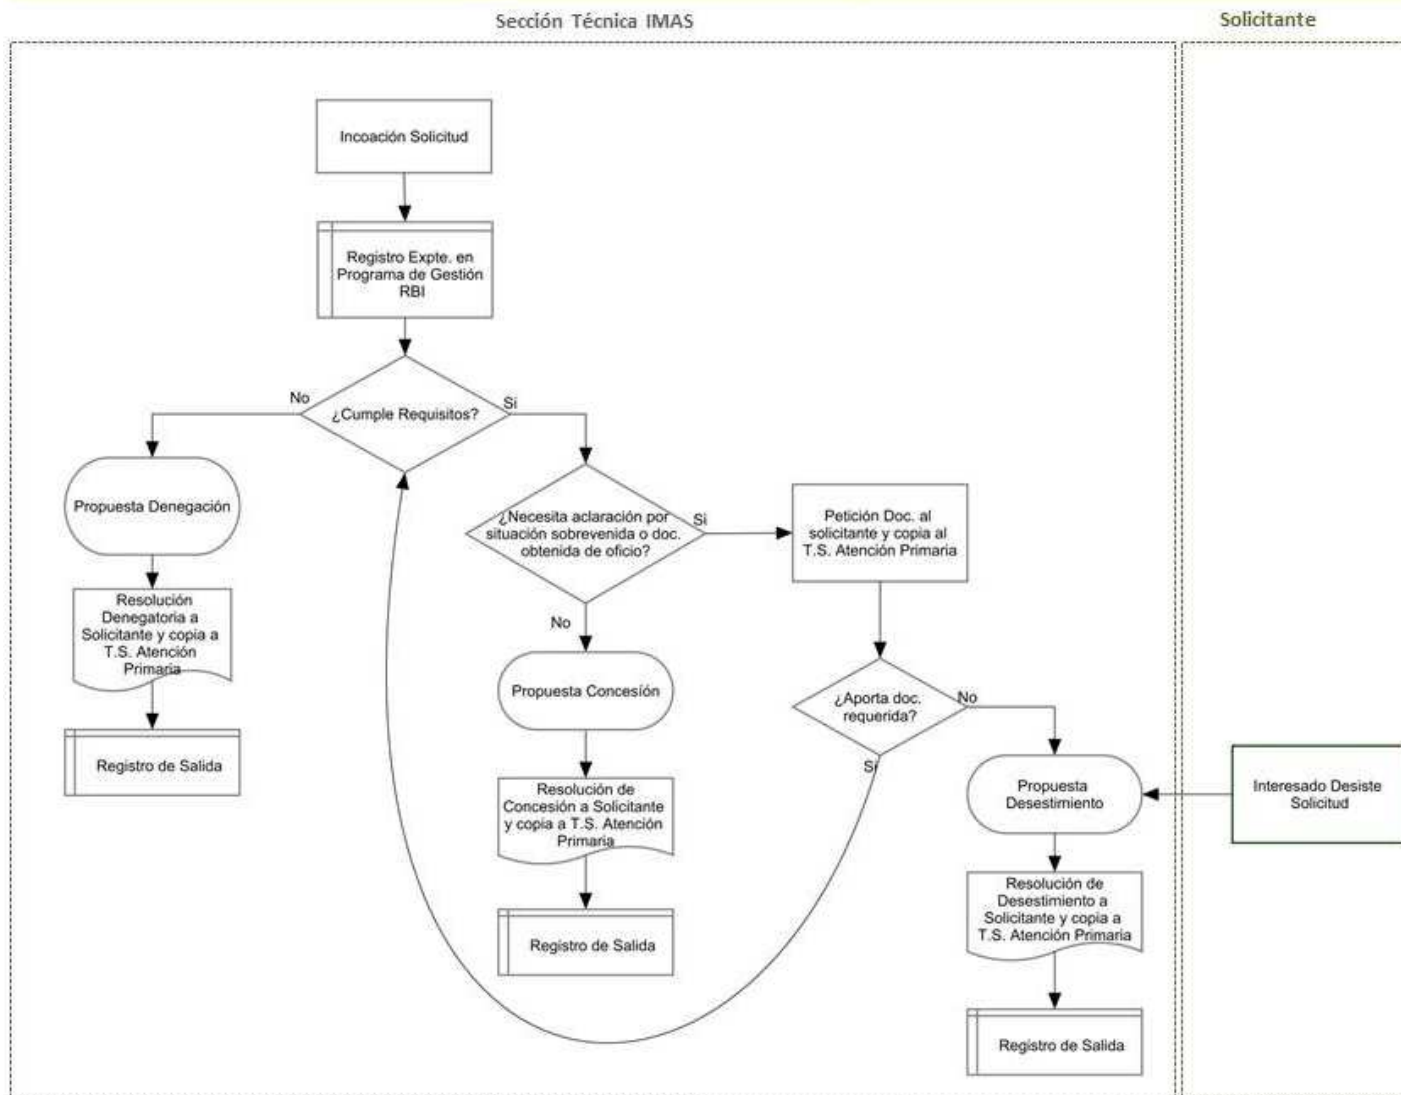 Sección Técnica IMAS
Solicitante
Incoación Solicitud
Registro Expte. en
Programa de Gestión
RBI
No
¿Cumple Requisitos?
Si
Propuesta Denegación
¿Necesita aclaración por
situación sobrevenida o doc.
obtenida de oficio?
Si
Petición Doc. al
solicitante y copia al
T.S. Atención Primaria
Resolución
Denegatoria a
Solicitante y copia a
T.S. Atención
Primaria
No
Propuesta Concesión
¿Aporta doc.
requerida?
No
Si
Registro de Salida
Resolución de
Concesión a Solicitante
y copia a T.S. Atención
Primaria
Propuesta
Desestimiento
Interesado Desiste
Solicitud
Registro de Salida
Resolución de
Desestimiento a
Solicitante y copia a
T.S. Atención Primaria
Registro de Salida